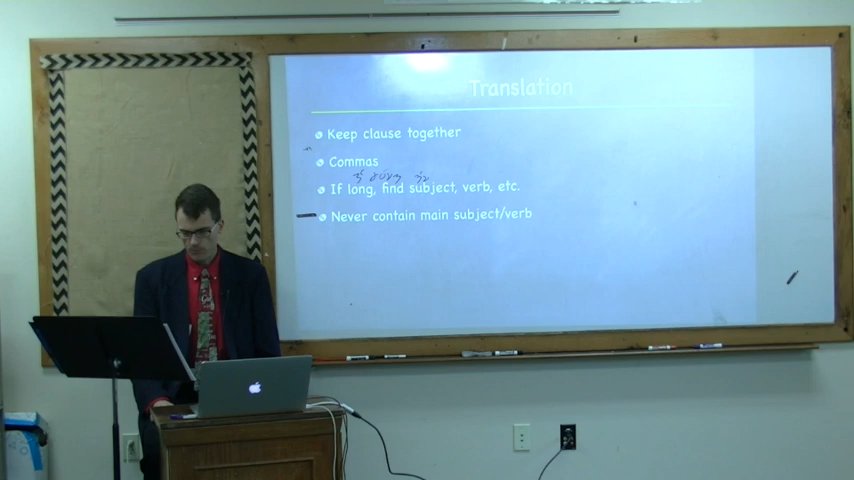 Translation
Keep clause together
Commas
If long, find subject, verb, etc.
Never contain main subject/verb